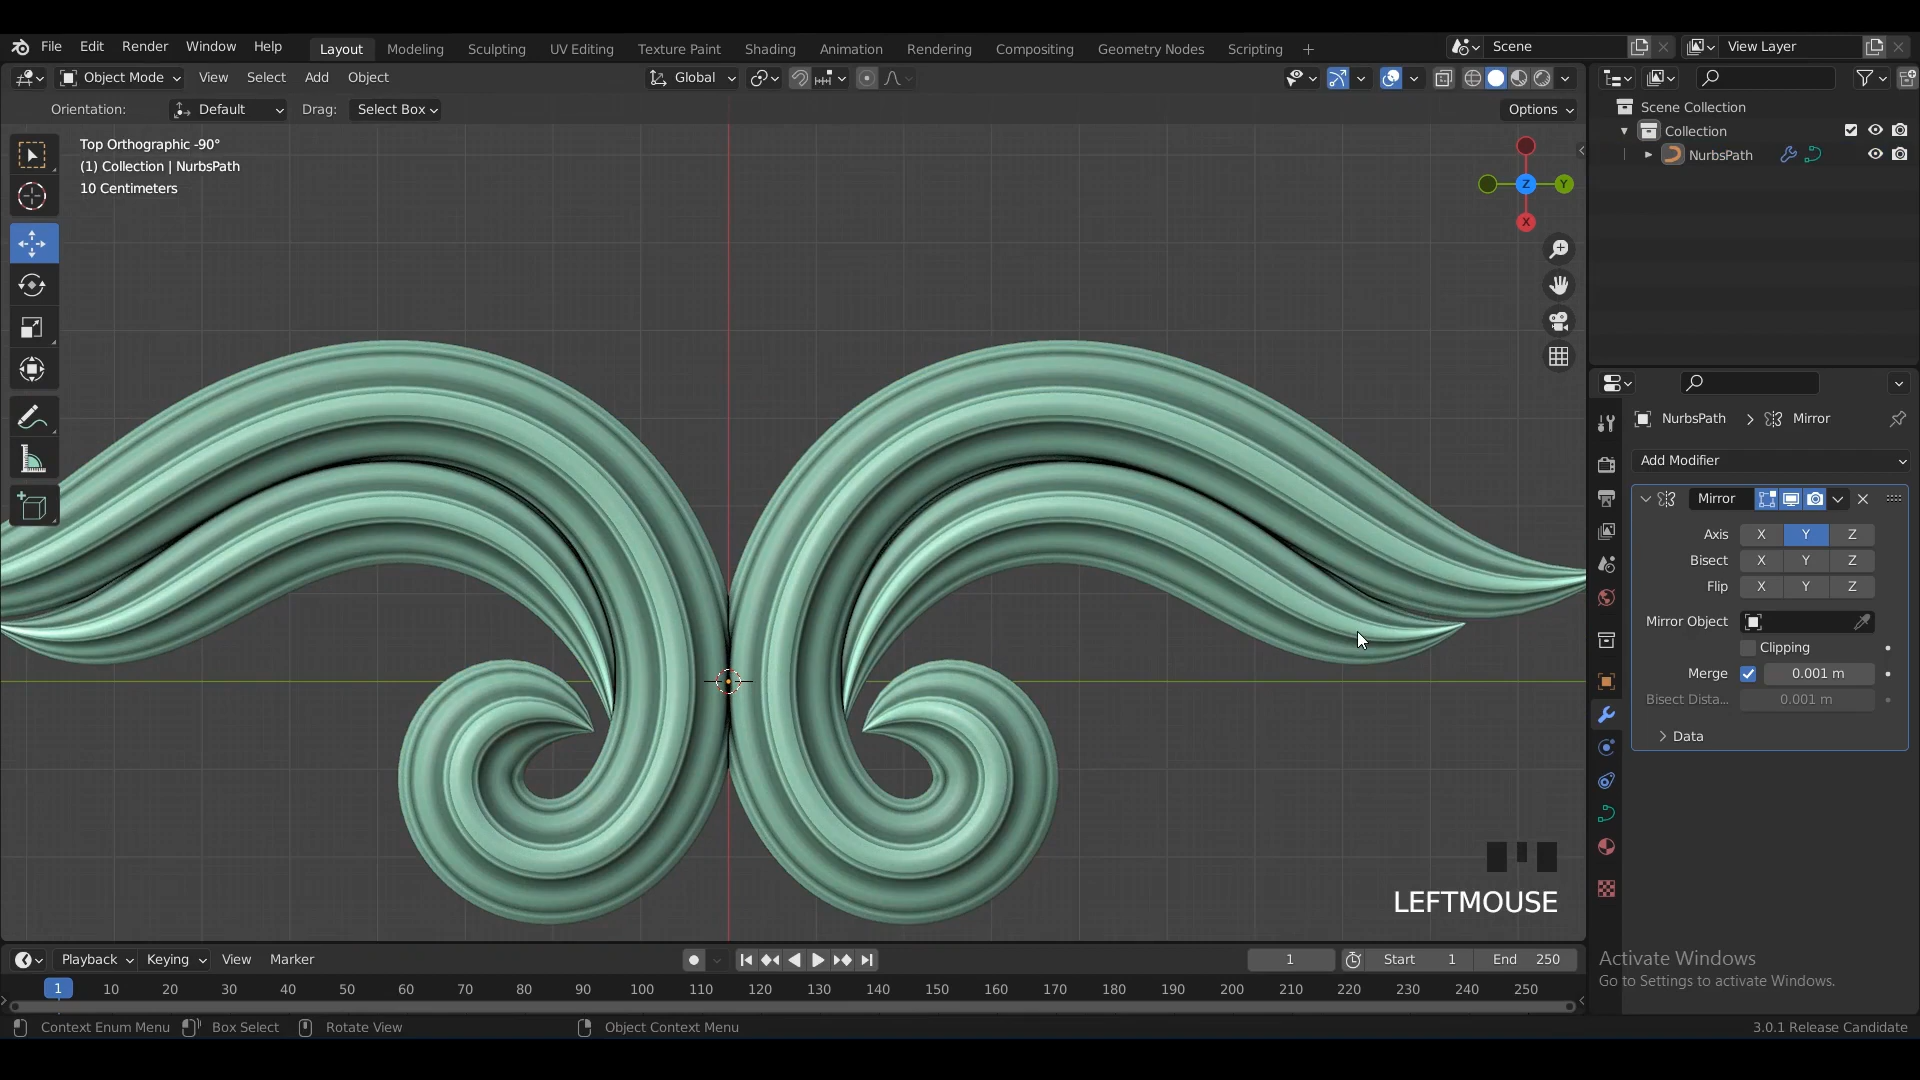 File Edit Render Window Help Layout Modeling Sculpting UV Editing Texture Paint Shading Animation Rendering Compositing Geometry Nodes Scripting + Scene View Layer
Object Mode View Select Add Object Global
Orientation: Default Drag: Select Box Options
Top Orthographic -90°
(1) Collection | NurbsPath
10 Centimeters
Z Y
X
Scene Collection
Collection
NurbsPath
NurbsPath > Mirror
Add Modifier
Mirror
Axis X Y Z
Bisect X Y Z
Flip X Y Z
Mirror Object
Clipping
Merge 0.001 m
Bisect Dista... 0.001 m
Data
LEFTMOUSE
Activate Windows
Go to Settings to activate Windows.
Playback Keying View Marker 1 Start 1 End 250
1 10 20 30 40 50 60 70 80 90 100 110 120 130 140 150 160 170 180 190 200 210 220 230 240 250
Context Enum Menu Box Select Rotate View Object Context Menu 3.0.1 Release Candidate